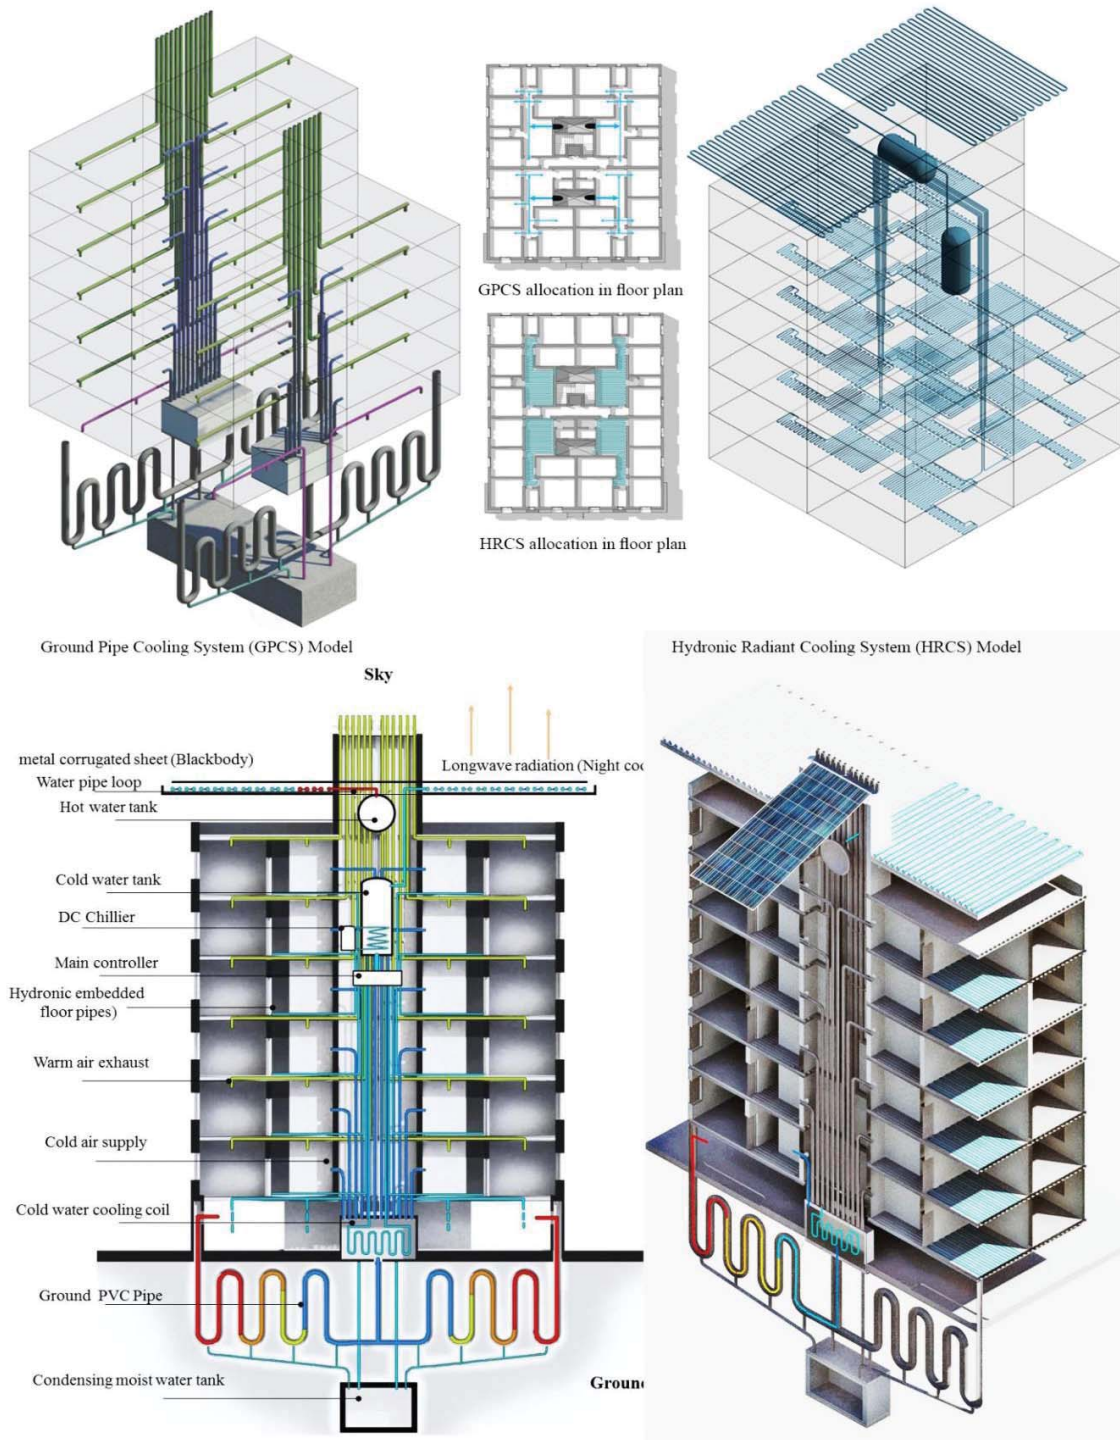 GPCS allocation in floor plan
HRCS allocation in floor plan
Ground Pipe Cooling System (GPCS) Model
Hydronic Radiant Cooling System (HRCS) Model
Sky
metal corrugated sheet (Blackbody)
Longwave radiation (Night coo
Water pipe loop
Hot water tank
Cold water tank
DC Chillier
Main controller
Hydronic embedded
floor pipes)
Warm air exhaust
Cold air supply
Cold water cooling coil
Ground PVC Pipe
Condensing moist water tank
Ground